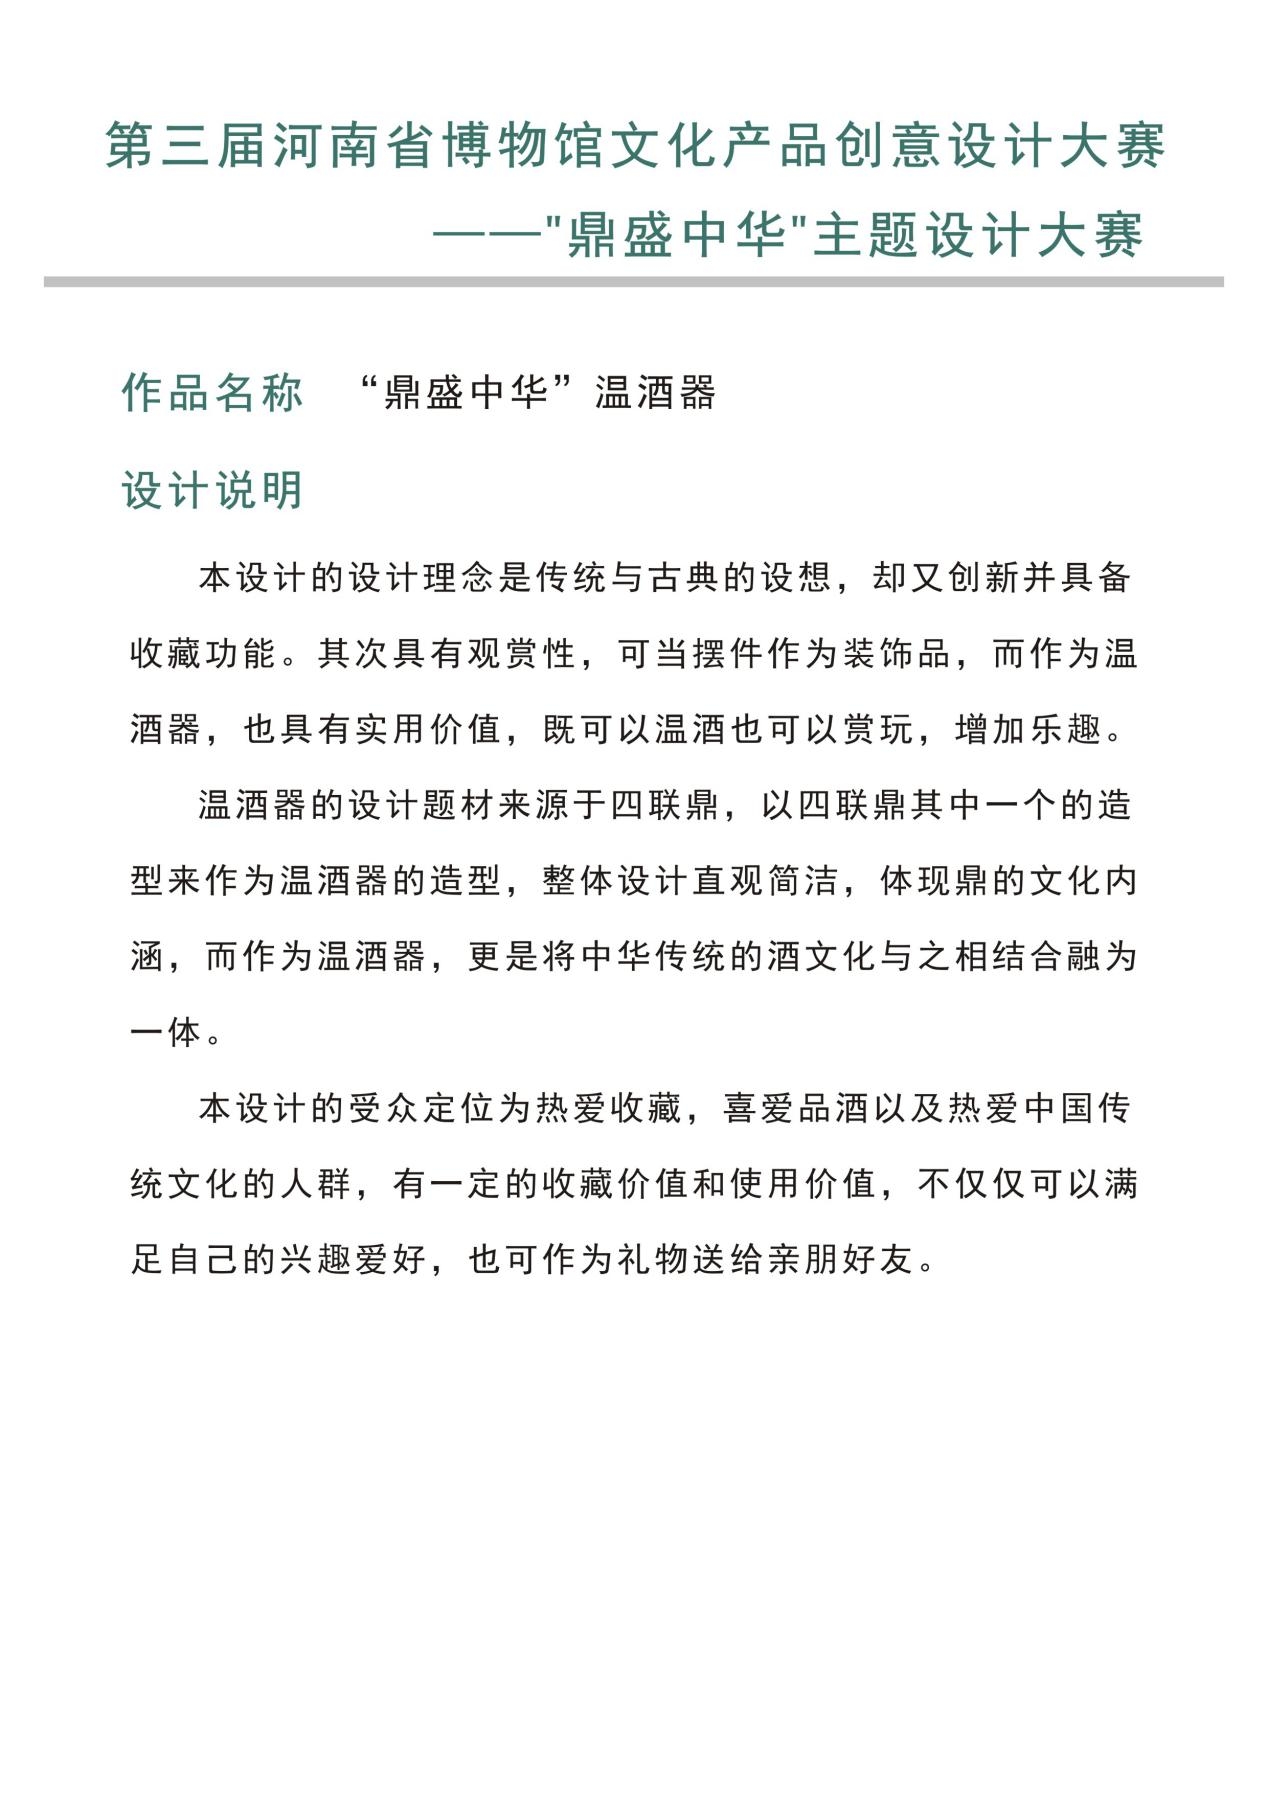 第三届河南省博物馆文化产品创意设计大赛
——"鼎盛中华"主题设计大赛
作品名称 “鼎盛中华”温酒器
设计说明
本设计的设计理念是传统与古典的设想，却又创新并具备
收藏功能。其次具有观赏性，可当摆件作为装饰品，而作为温
酒器，也具有实用价值，既可以温酒也可以赏玩，增加乐趣。
温酒器的设计题材来源于四联鼎，以四联鼎其中一个的造
型来作为温酒器的造型，整体设计直观简洁，体现鼎的文化内
涵，而作为温酒器，更是将中华传统的酒文化与之相结合融为
一体。
本设计的受众定位为热爱收藏，喜爱品酒以及热爱中国传
统文化的人群，有一定的收藏价值和使用价值，不仅仅可以满
足自己的兴趣爱好，也可作为礼物送给亲朋好友。